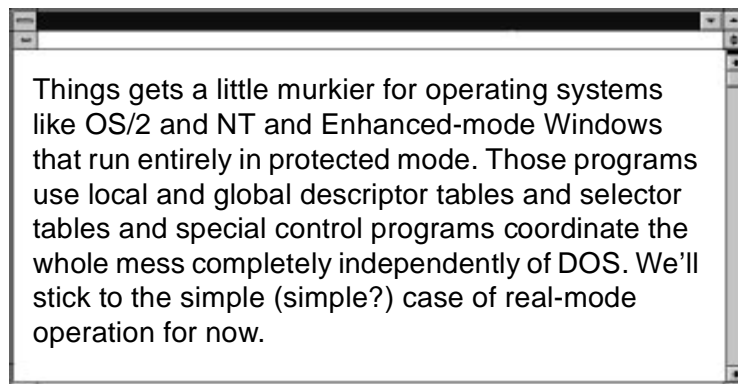 Things gets a little murkier for operating systems
like OS/2 and NT and Enhanced-mode Windows
that run entirely in protected mode. Those programs
use local and global descriptor tables and selector
tables and special control programs coordinate the
whole mess completely independently of DOS. We’ll
stick to the simple (simple?) case of real-mode
operation for now.